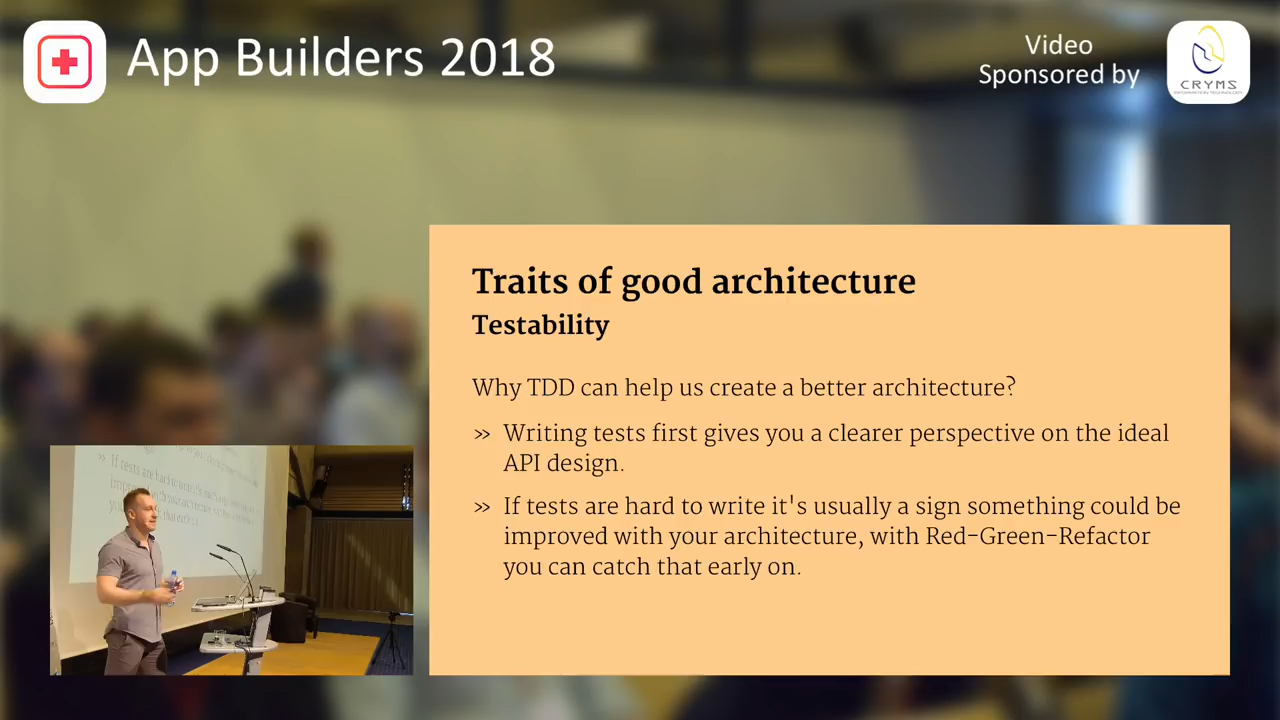 App Builders 2018
Video
Sponsored by
CRYMS
INFORMATION TECHNOLOGY
Traits of good architecture
Testability
Why TDD can help us create a better architecture?
» Writing tests first gives you a clearer perspective on the ideal
API design.
» If tests are hard to write it's usually a sign something could be
improved with your architecture, with Red-Green-Refactor
you can catch that early on.